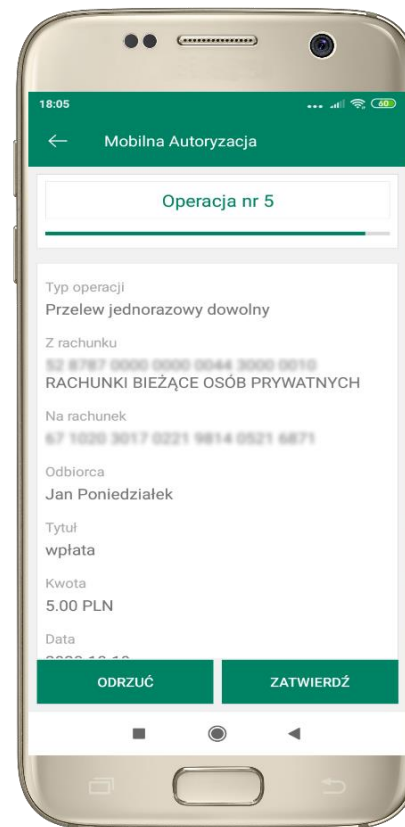 18:05
60
Mobilna Autoryzacja
Operacja nr 5
Typ operacji
Przelew jednorazowy dowolny
Z rachunku
RACHUNKI BIEŻĄCE OSÓB PRYWATNYCH
Na rachunek
Odbiorca
Jan Poniedziałek
Tytuł
wpłata
Kwota
5.00 PLN
Data
ODRZUĆ
ZATWIERDŹ